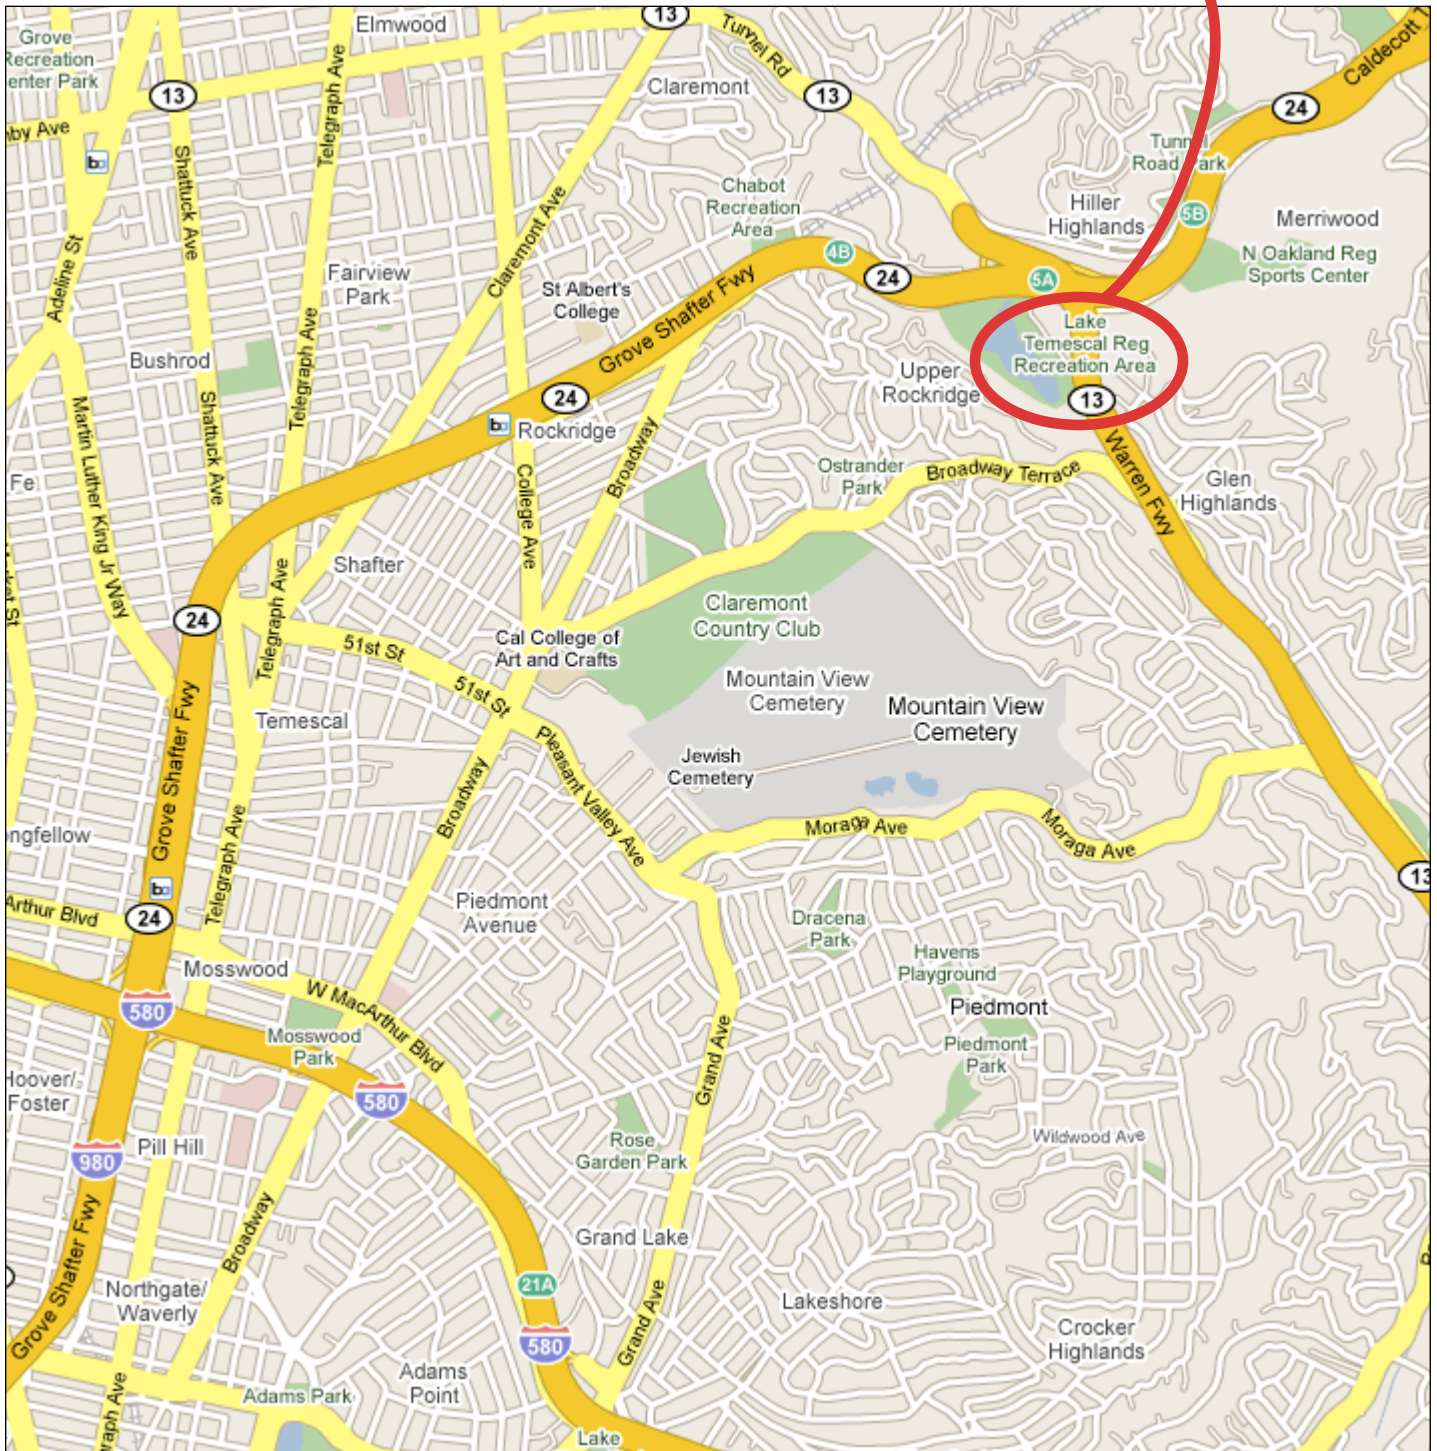 Elmwood
13
Grove
Recreation
enter Park
Tunnel Rd
Caldecott T
Claremont
13
13
24
Telegraph Ave
by Ave
Shattuck Ave
Tunnel
Road Park
Chabot
Recreation
Area
Hiller
Highlands
5B
Merriwood
Claremont Ave
Adeline St
4B
24
5A
N Oakland Reg
Sports Center
Fairview
Park
St Albert's
College
Grove Shafter Fwy
Lake
Temescal Reg
Recreation Area
Bushrod
Telegraph Ave
Upper
Rockridge
24
13
Martin Luther King Jr Way
Shattuck Ave
Rockridge
Broadway
Fe
College Ave
Ostrander
Park
Broadway Terrace
Warren Fwy
Glen
Highlands
Shafter
Telegraph Ave
Claremont
Country Club
24
51st St
Cal College of
Art and Crafts
51st St
Mountain View
Cemetery
Mountain View
Cemetery
Temescal
Grove Shafter Fwy
Jewish
Cemetery
Pleasant Valley Ave
Broadway
Moraga Ave
Moraga Ave
ongfellow
Telegraph Ave
13
Arthur Blvd
24
Piedmont
Avenue
Dracena
Park
Havens
Playground
Mosswood
W MacArthur Blvd
580
Piedmont
Mosswood
Park
Piedmont
Park
Grand Ave
Hoover/
Foster
580
Pill Hill
980
Rose
Garden Park
Wildwood Ave
Broadway
Grove Shafter Fwy
Grand Lake
21A
Northgate/
Waverly
Lakeshore
Grand Ave
580
Crocker
Highlands
Adams
Point
Adams Park
graph Ave
Lake